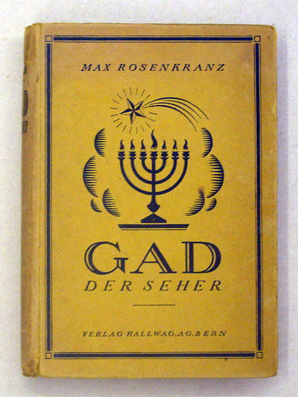 MAX ROSENKRANZ
GAD
DER SEHER
VERLAG HALLWAG, A.G. BERN